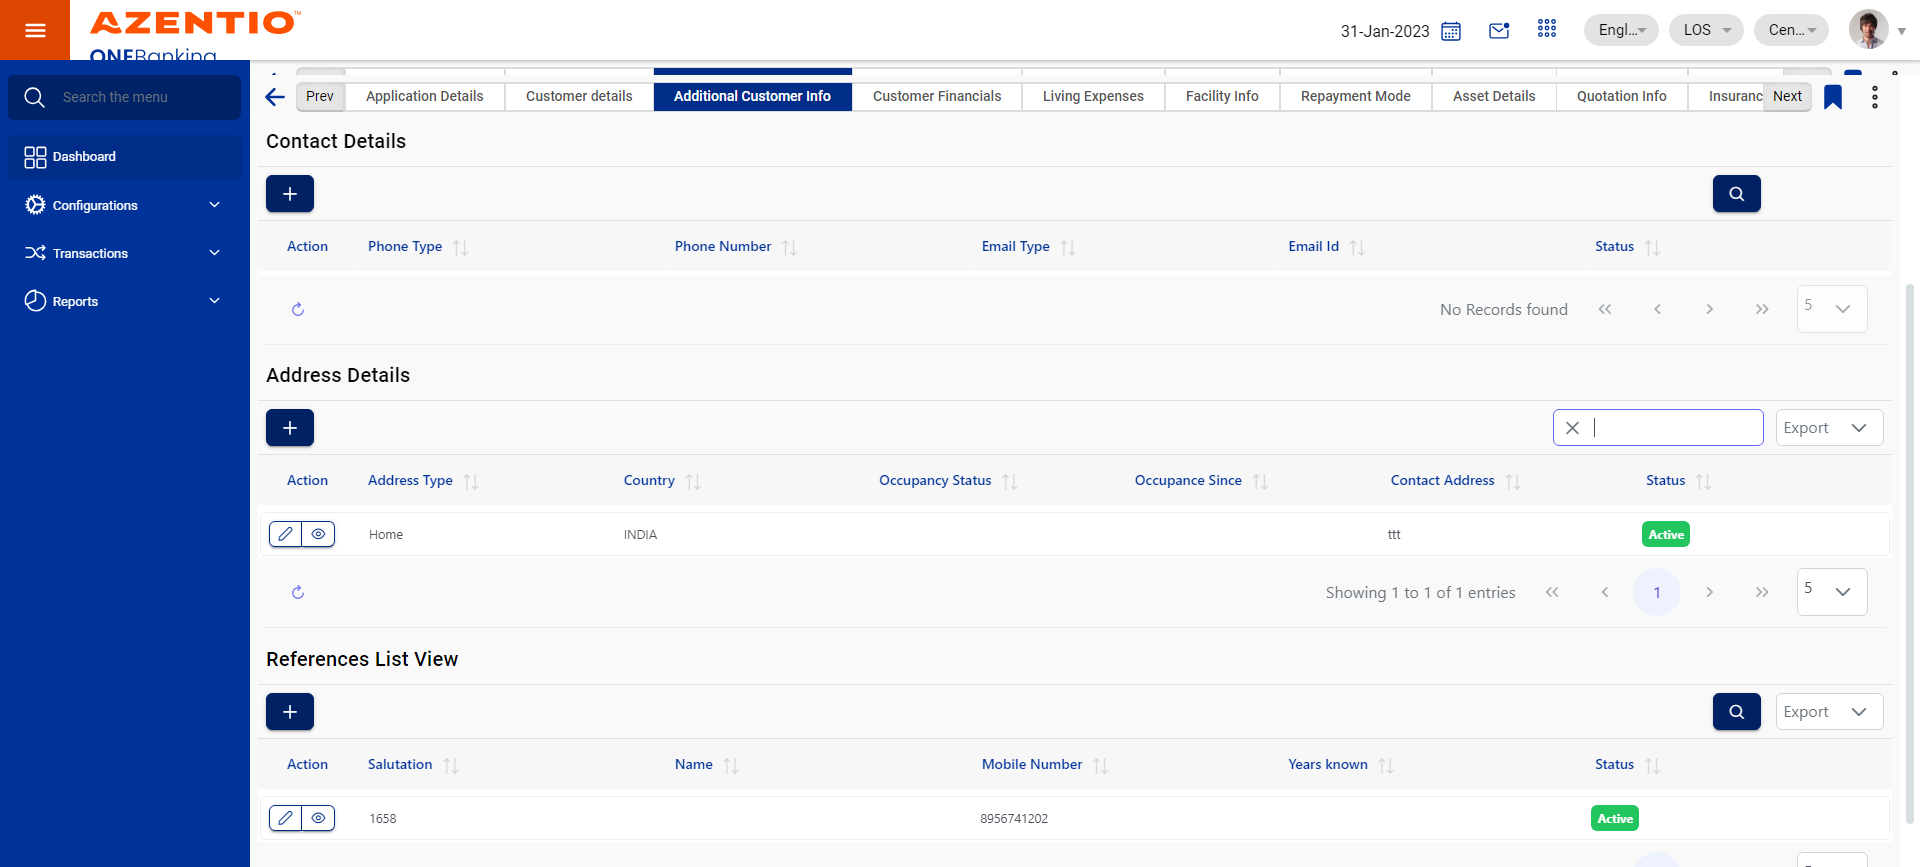 AZENTIO™
ONEBanking
31-Jan-2023
Engl...
LOS
Cen...
Search the menu
Dashboard
Configurations
Transactions
Reports
Prev
Application Details
Customer details
Additional Customer Info
Customer Financials
Living Expenses
Facility Info
Repayment Mode
Asset Details
Quotation Info
Insuranc
Next
Contact Details
Action
Phone Type
Phone Number
Email Type
Email Id
Status
No Records found
5
Address Details
Export
Action
Address Type
Country
Occupancy Status
Occupance Since
Contact Address
Status
Home
INDIA
ttt
Active
Showing 1 to 1 of 1 entries
1
5
References List View
Export
Action
Salutation
Name
Mobile Number
Years known
Status
1658
8956741202
Active